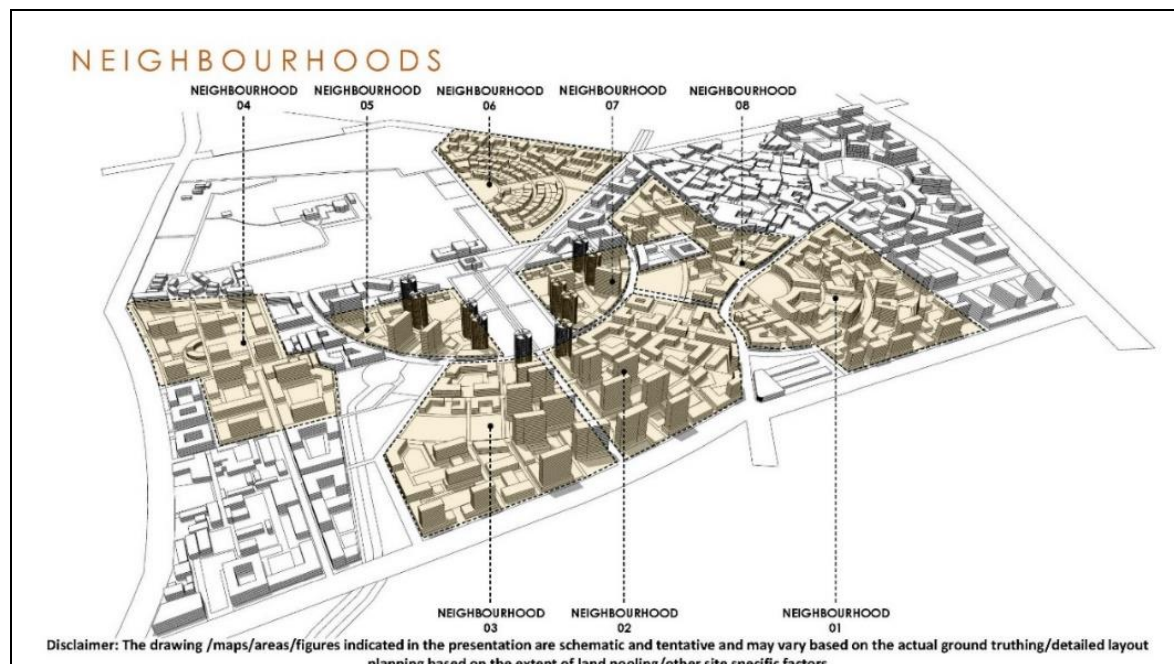 NEIGHBOURHOODS
NEIGHBOURHOOD NEIGHBOURHOOD NEIGHBOURHOOD NEIGHBOURHOOD NEIGHBOURHOOD
04 05 06 07 08
NEIGHBOURHOOD NEIGHBOURHOOD NEIGHBOURHOOD
03 02 01
Disclaimer: The drawing /maps/areas/figures indicated in the presentation are schematic and tentative and may vary based on the actual ground truthing/detailed layout
planning based on the extent of land pooling/other site specific factors